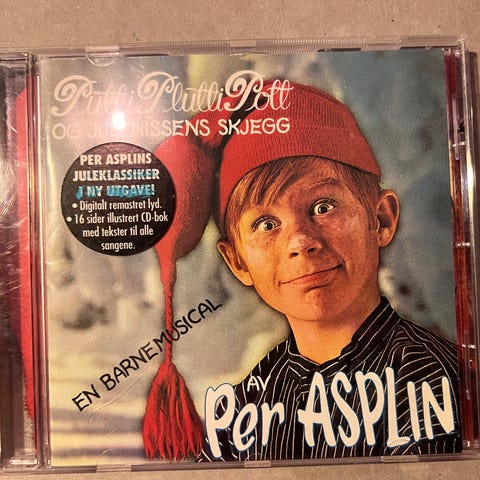 Putti Plutti Pott
OG JULENISSENS SKJEGG
PER ASPLINS
JULEKLASSIKER
I NY UTGAVE!
• Digitalt remastret lyd.
• 16 sider illustrert CD-bok
med tekster til alle
sangene.
EN BARNEMUSICAL
AV
Per ASPLIN